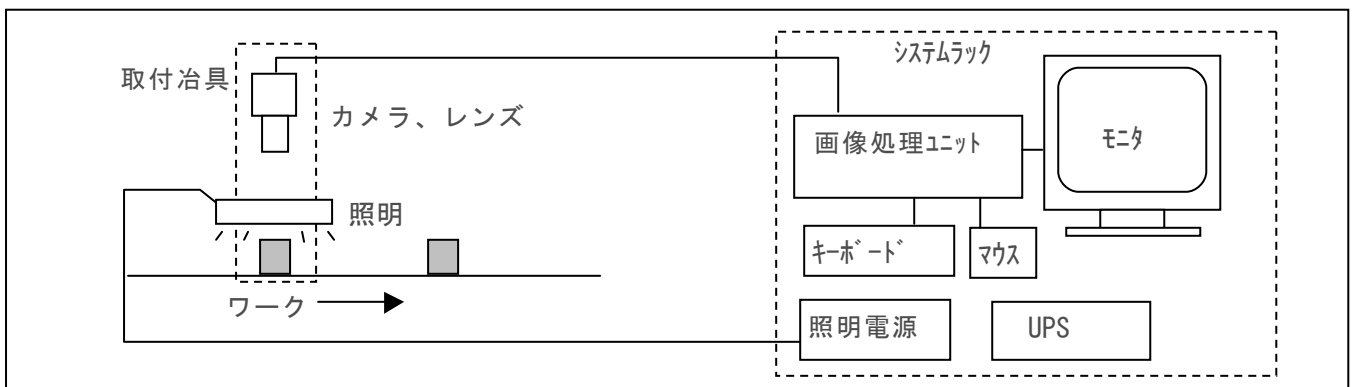 システムラック
取付冶具
カメラ、レンズ
画像処理ユニット
モニタ
照明
キーボード
マウス
ワーク
照明電源
UPS